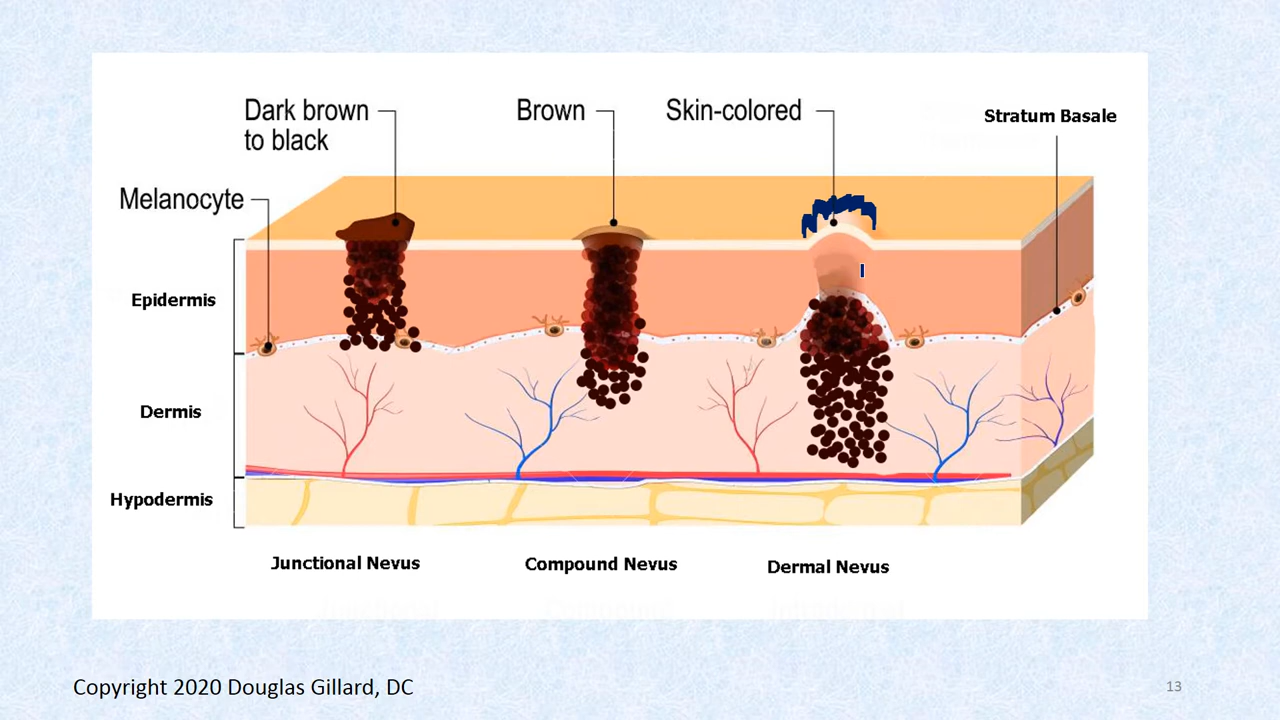 Dark brown
to black
Brown
Skin-colored
Stratum Basale
Melanocyte
Epidermis
Dermis
Hypodermis
Junctional Nevus
Compound Nevus
Dermal Nevus
Copyright 2020 Douglas Gillard, DC
13